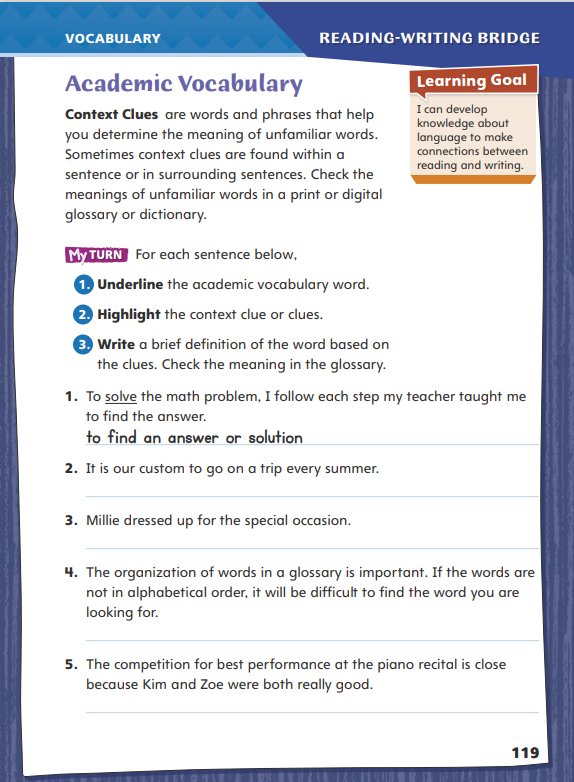 VOCABULARY
READING-WRITING BRIDGE
Academic Vocabulary
Learning Goal
I can develop
knowledge about
language to make
connections between
reading and writing.
Context Clues are words and phrases that help
you determine the meaning of unfamiliar words.
Sometimes context clues are found within a
sentence or in surrounding sentences. Check the
meanings of unfamiliar words in a print or digital
glossary or dictionary.
My TURN For each sentence below,
1. Underline the academic vocabulary word.
2. Highlight the context clue or clues.
3. Write a brief definition of the word based on
the clues. Check the meaning in the glossary.
1. To solve the math problem, I follow each step my teacher taught me
to find the answer.
to find an answer or solution
2. It is our custom to go on a trip every summer.
3. Millie dressed up for the special occasion.
4. The organization of words in a glossary is important. If the words are
not in alphabetical order, it will be difficult to find the word you are
looking for.
5. The competition for best performance at the piano recital is close
because Kim and Zoe were both really good.
119